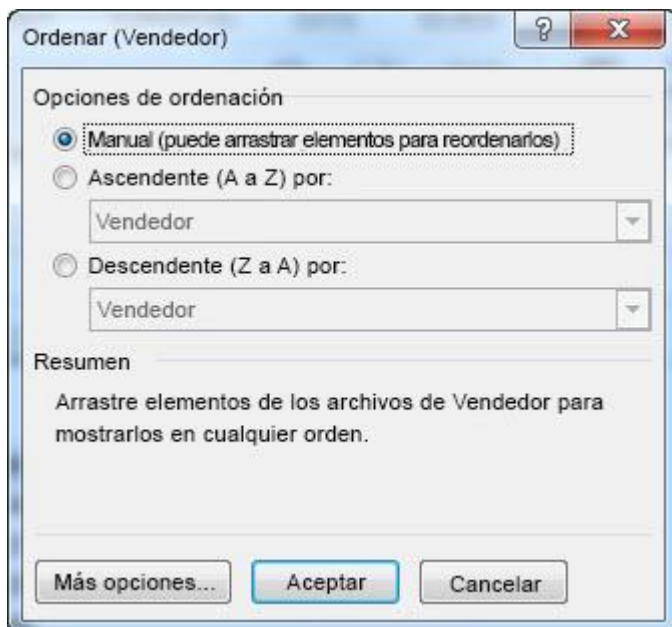 Ordenar (Vendedor)
?
Opciones de ordenación
Manual (puede arrastrar elementos para reordenarlos)
Ascendente (A a Z) por:
Vendedor
Descendente (Z a A) por:
Vendedor
Resumen
Arrastre elementos de los archivos de Vendedor para
mostrarlos en cualquier orden.
Más opciones... Aceptar Cancelar